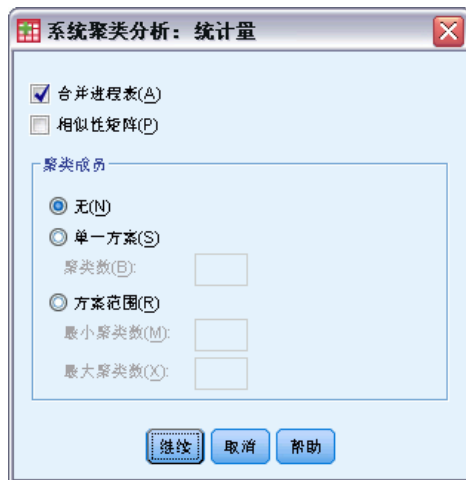 系统聚类分析：统计量
合并进程表(A)
相似性矩阵(P)
聚类成员
无(N)
单一方案(S)
聚类数(B):
方案范围(R)
最小聚类数(M):
最大聚类数(X):
继续 取消 帮助